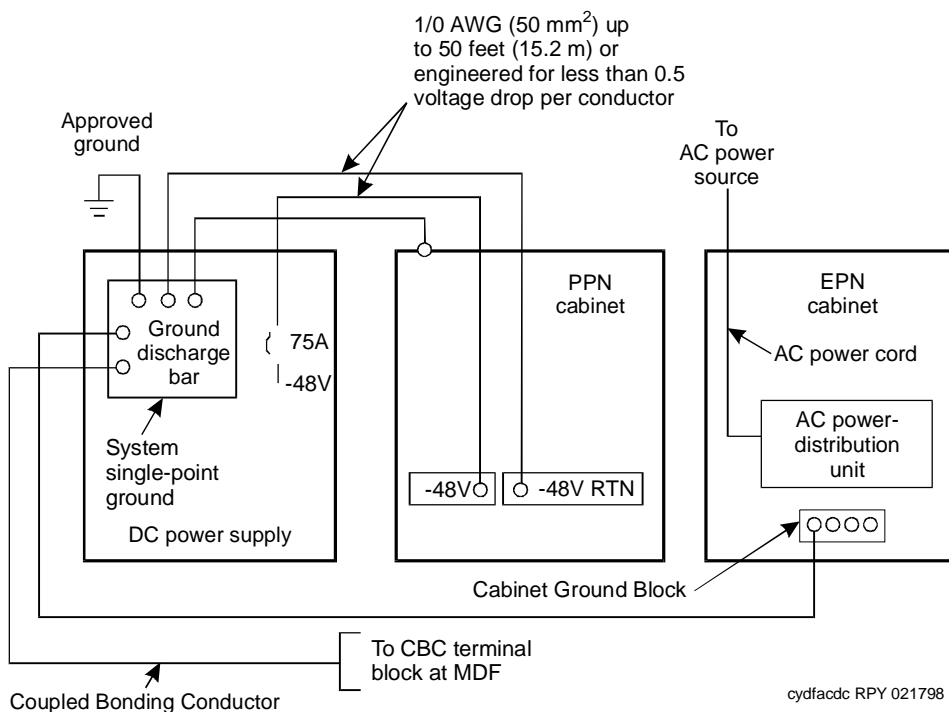 1/0 AWG (50 mm2) up
to 50 feet (15.2 m) or
engineered for less than 0.5
voltage drop per conductor
Approved
ground
To
AC power
source
PPN
cabinet
EPN
cabinet
Ground
discharge
bar
75A
-48V
AC power cord
System
single-point
ground
AC power-
distribution
unit
-48V
-48V RTN
DC power supply
Cabinet Ground Block
To CBC terminal
block at MDF
Coupled Bonding Conductor
cydfacdc RPY 021798